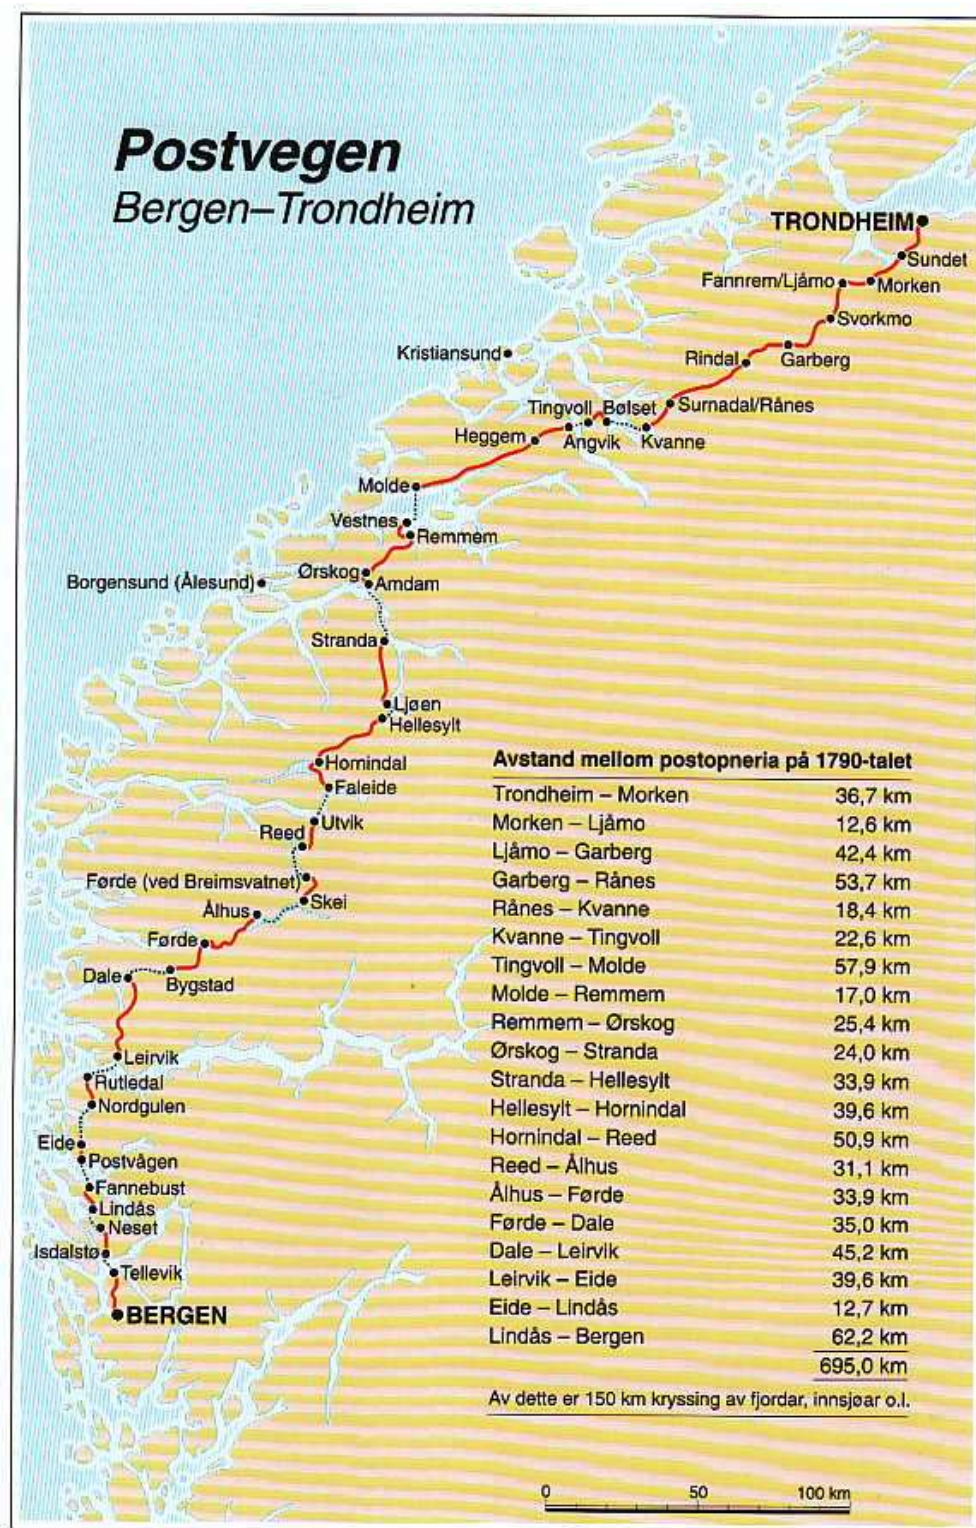 Postvegen
Bergen–Trondheim
TRONDHEIM
Sundet
Fannrem/Ljåmo
Morken
Svorkmo
Kristiansund
Rindal
Garberg
Tingvoll
Bølset
Surnadal/Rånes
Heggem
Angvik
Kvanne
Molde
Vestnes
Remmem
Ørskog
Borgensund (Ålesund)
Amdam
Stranda
Ljøen
Hellesylt
Hornindal
Faleide
Utvik
Reed
Førde (ved Breimsvatnet)
Skei
Ålhus
Førde
Dale
Bygstad
Leirvik
Rutledal
Nordgulen
Eide
Postvågen
Fannebust
Lindås
Neset
Isdalstø
Tellevik
BERGEN
Avstand mellom postopneria på 1790-talet
Trondheim – Morken 36,7 km
Morken – Ljåmo 12,6 km
Ljåmo – Garberg 42,4 km
Garberg – Rånes 53,7 km
Rånes – Kvanne 18,4 km
Kvanne – Tingvoll 22,6 km
Tingvoll – Molde 57,9 km
Molde – Remmem 17,0 km
Remmem – Ørskog 25,4 km
Ørskog – Stranda 24,0 km
Stranda – Hellesylt 33,9 km
Hellesylt – Hornindal 39,6 km
Hornindal – Reed 50,9 km
Reed – Ålhus 31,1 km
Ålhus – Førde 33,9 km
Førde – Dale 35,0 km
Dale – Leirvik 45,2 km
Leirvik – Eide 39,6 km
Eide – Lindås 12,7 km
Lindås – Bergen 62,2 km
695,0 km
Av dette er 150 km kryssing av fjordar, innsjøar o.l.
0 50 100 km